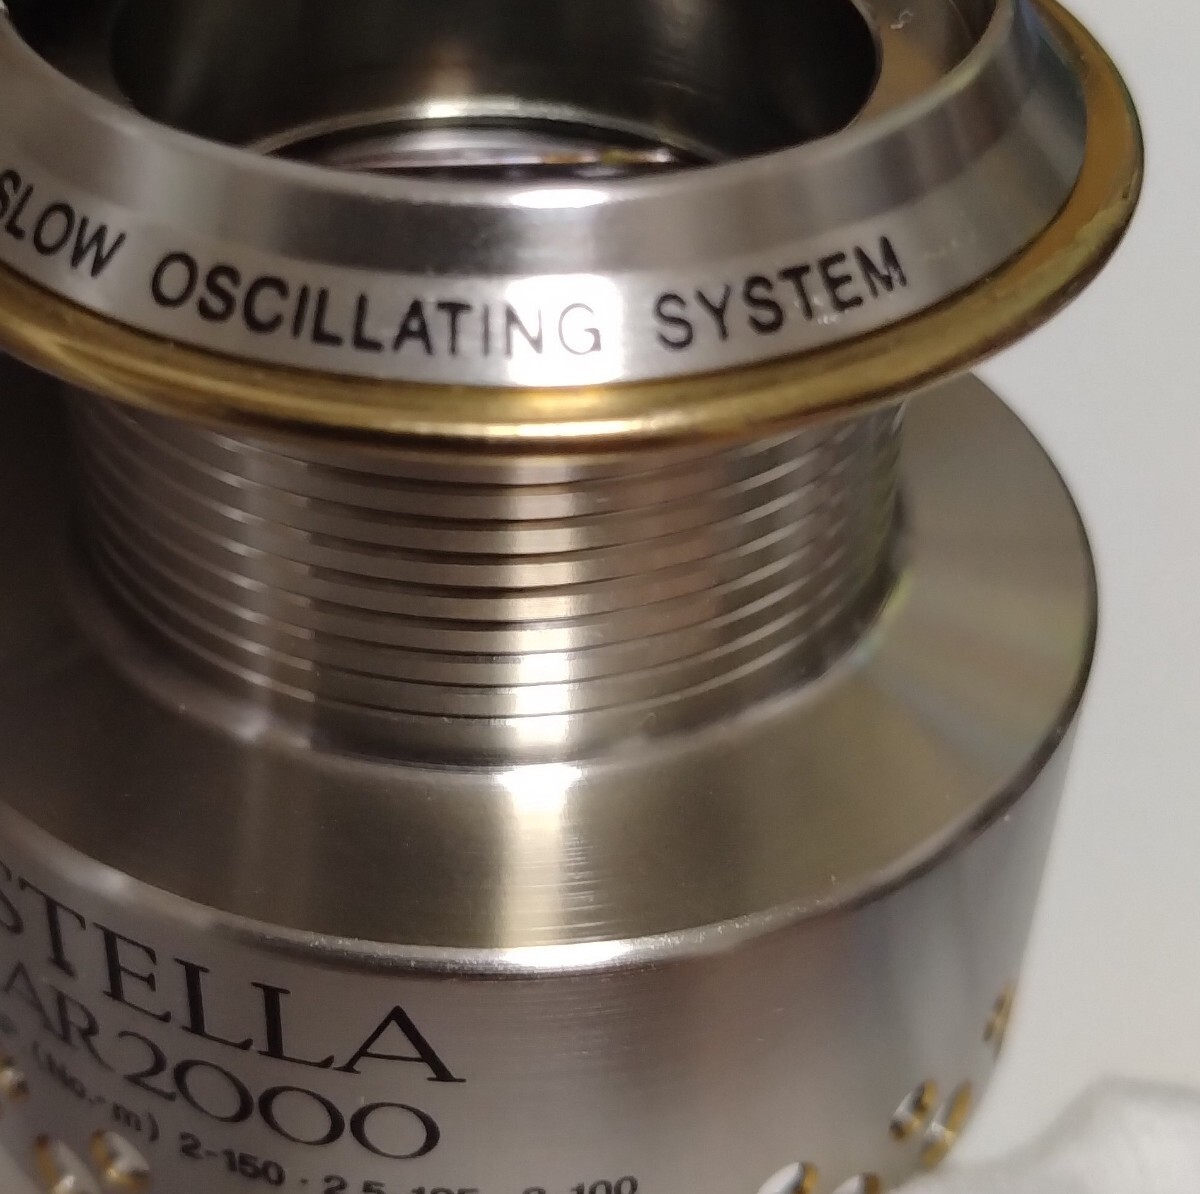 SLOW OSCILLATING SYSTEM
STELLA
AR2000
(No.-m) 2-150 · 2.5-125 · 3-100